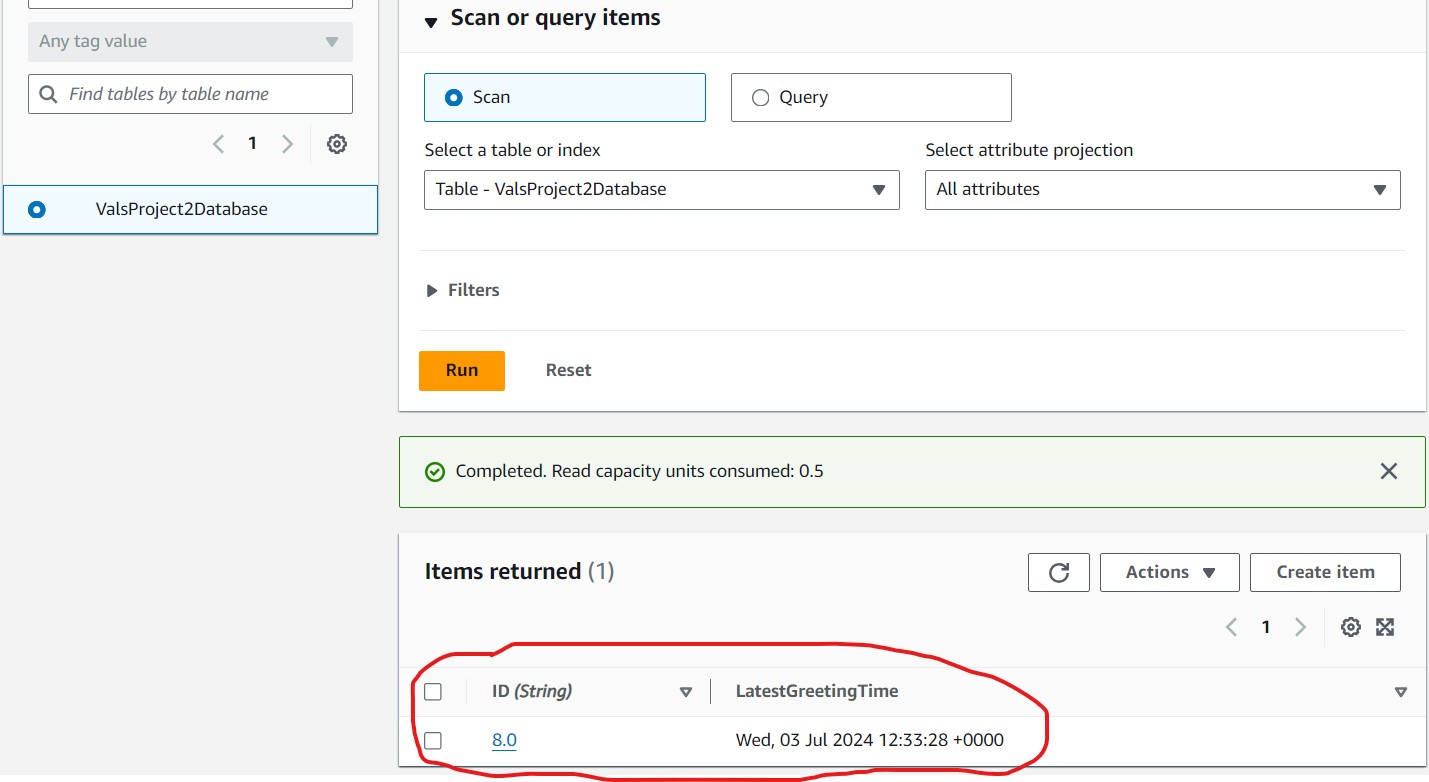 Any tag value
Find tables by table name
1
ValsProject2Database
Scan or query items
Scan
Query
Select a table or index
Select attribute projection
Table - ValsProject2Database
All attributes
Filters
Run
Reset
Completed. Read capacity units consumed: 0.5
Items returned (1)
Actions
Create item
1
ID (String)
LatestGreetingTime
8.0
Wed, 03 Jul 2024 12:33:28 +0000